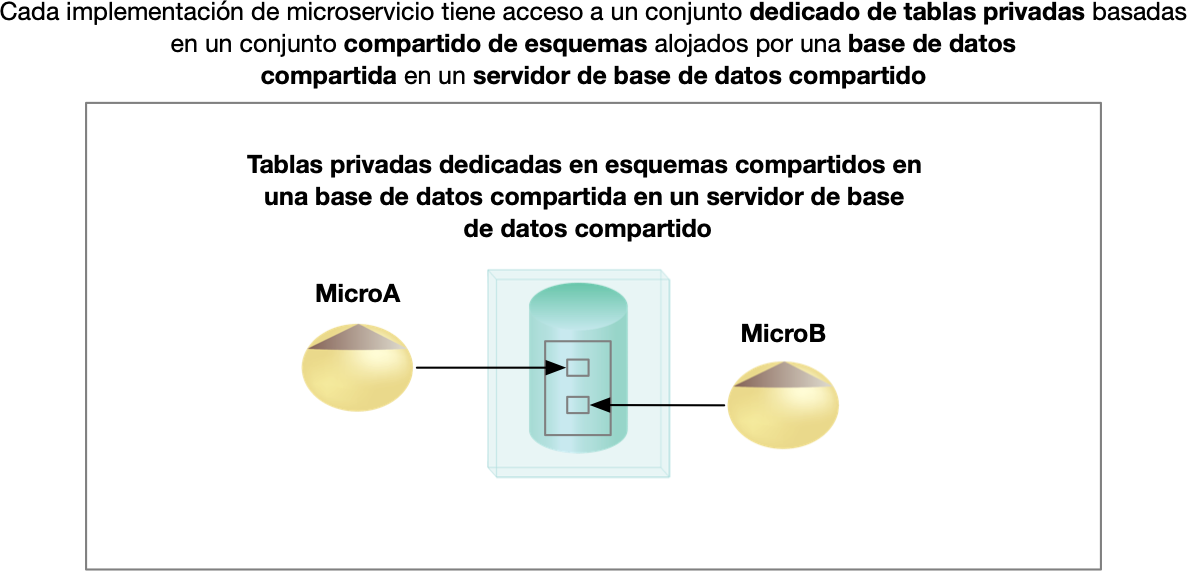 Cada implementación de microservicio tiene acceso a un conjunto dedicado de tablas privadas basadas
en un conjunto compartido de esquemas alojados por una base de datos
compartida en un servidor de base de datos compartido
Tablas privadas dedicadas en esquemas compartidos en
una base de datos compartida en un servidor de base
de datos compartido
MicroA
MicroB